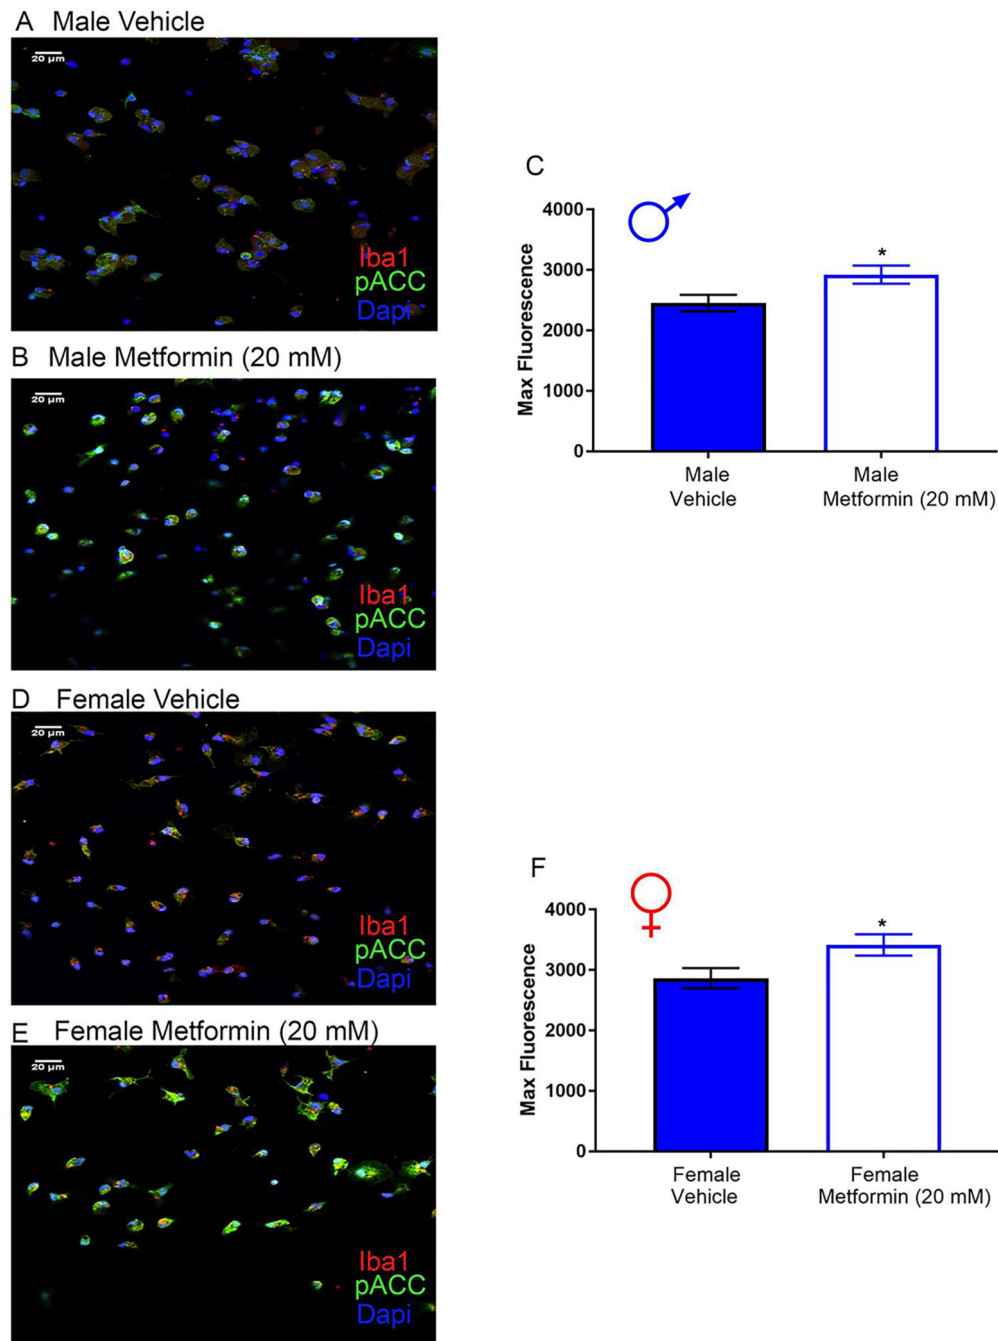 A Male Vehicle
20 µm
Iba1
pACC
Dapi
B Male Metformin (20 mM)
20 µm
Iba1
pACC
Dapi
C
4000
3000
2000
1000
0
Max Fluorescence
*
Male
Vehicle
Male
Metformin (20 mM)
D Female Vehicle
20 µm
Iba1
pACC
Dapi
E Female Metformin (20 mM)
20 µm
Iba1
pACC
Dapi
F
4000
3000
2000
1000
0
Max Fluorescence
*
Female
Vehicle
Female
Metformin (20 mM)